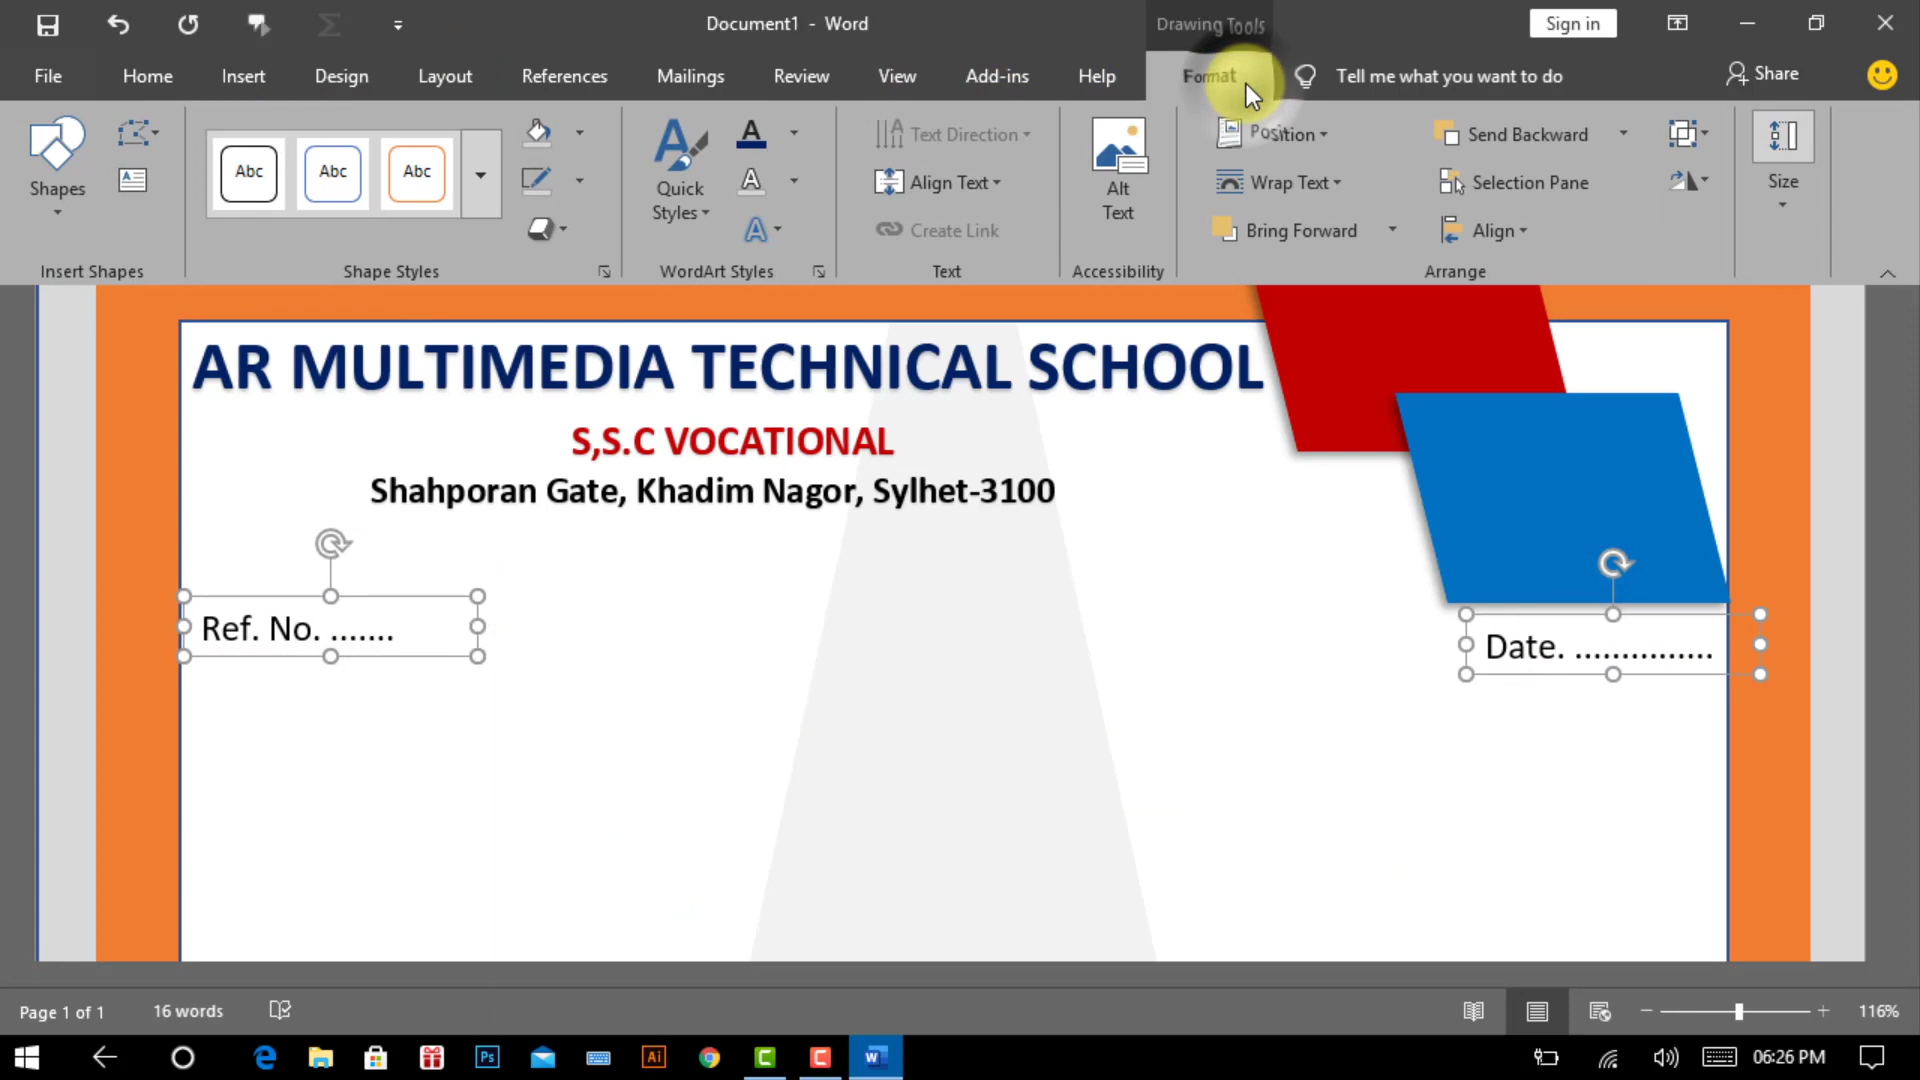 Document1 - Word
Drawing Tools
Sign in
File
Home
Insert
Design
Layout
References
Mailings
Review
View
Add-ins
Help
Format
Tell me what you want to do
Share
Shapes
Insert Shapes
Abc
Abc
Abc
Shape Styles
Quick
Styles
WordArt Styles
Text Direction
Align Text
Create Link
Text
Alt
Text
Accessibility
Position
Wrap Text
Bring Forward
Send Backward
Selection Pane
Align
Arrange
Size
AR MULTIMEDIA TECHNICAL SCHOOL
S,S.C VOCATIONAL
Shahporan Gate, Khadim Nagor, Sylhet-3100
Ref. No. .......
Date. ...............
Page 1 of 1
16 words
116%
Ps
Ai
06:26 PM